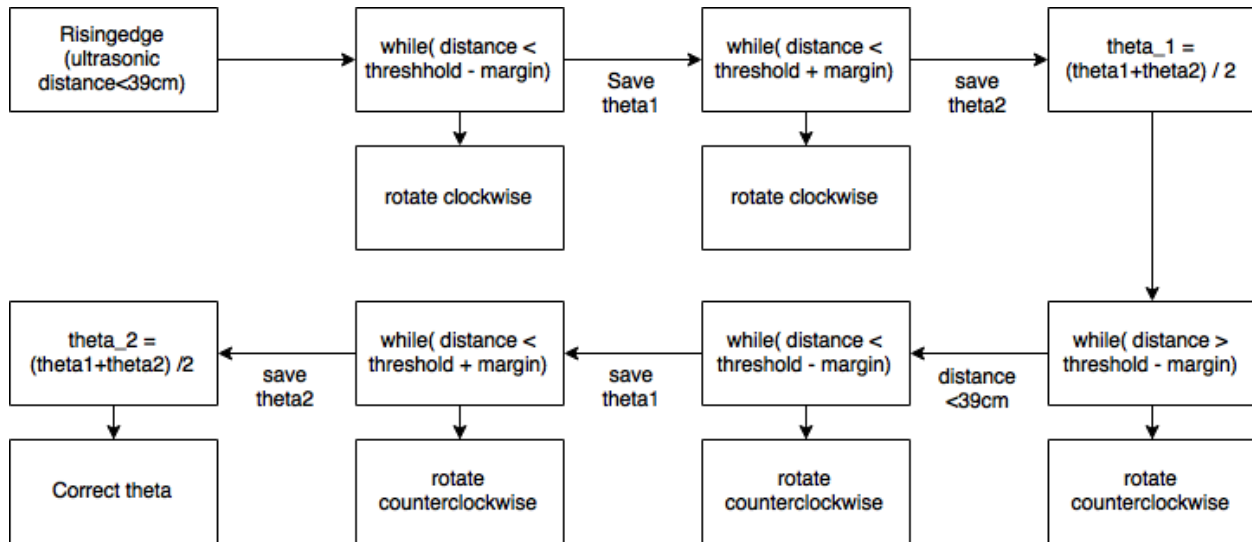 Risingedge
(ultrasonic
distance<39cm)
while( distance <
threshhold - margin)
Save
theta1
while( distance <
threshold + margin)
save
theta2
theta_1 =
(theta1+theta2) / 2
rotate clockwise
rotate clockwise
while( distance >
threshold - margin)
distance
<39cm
while( distance <
threshold - margin)
save
theta1
while( distance <
threshold + margin)
save
theta2
theta_2 =
(theta1+theta2) /2
rotate
counterclockwise
rotate
counterclockwise
rotate
counterclockwise
Correct theta